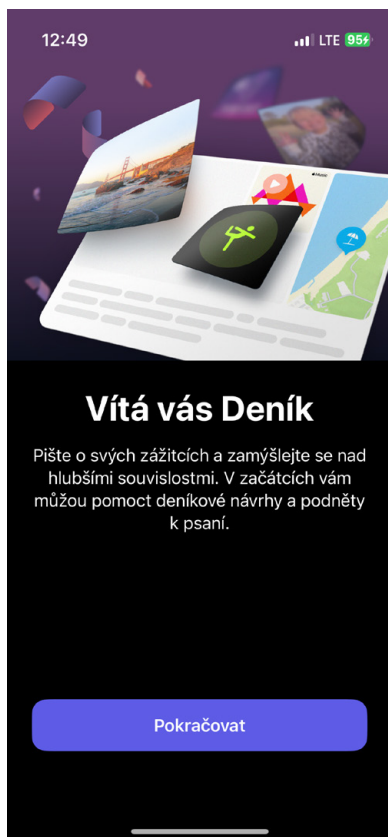 12:49
LTE 95
Vítá vás Deník
Pište o svých zážitcích a zamýšlejte se nad
hlubšími souvislostmi. V začátcích vám
můžou pomoct deníkové návrhy a podněty
k psaní.
Pokračovat